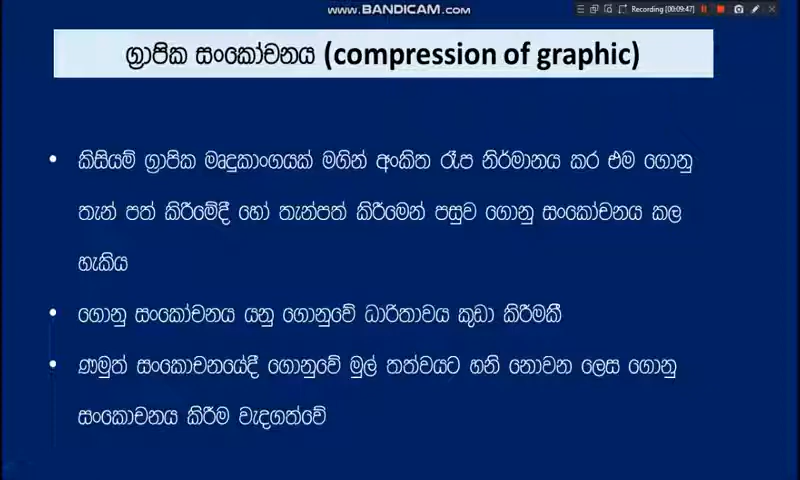 www.BANDICAM.com
Recording [00:09:47]
ග්‍රාපික සංකෝචනය (compression of graphic)
• කිසියම් ග්‍රාපික මෘදුකාංගයක් මගින් අංකිත රූප නිර්මානය කර එම ගොනු
තැන් පත් කිරීමේදී හෝ තැන්පත් කිරීමෙන් පසුව ගොනු සංකෝචනය කල
හැකිය
• ගොනු සංකෝචනය යනු ගොනුවේ ධාරිතාවය කුඩා කිරීමකි
• ණමුත් සංකෝචනයේදී ගොනුවේ මුල් තත්වයට හනි නොවන ලෙස ගොනු
සංකොචනය කිරීම වැදගත්වේ